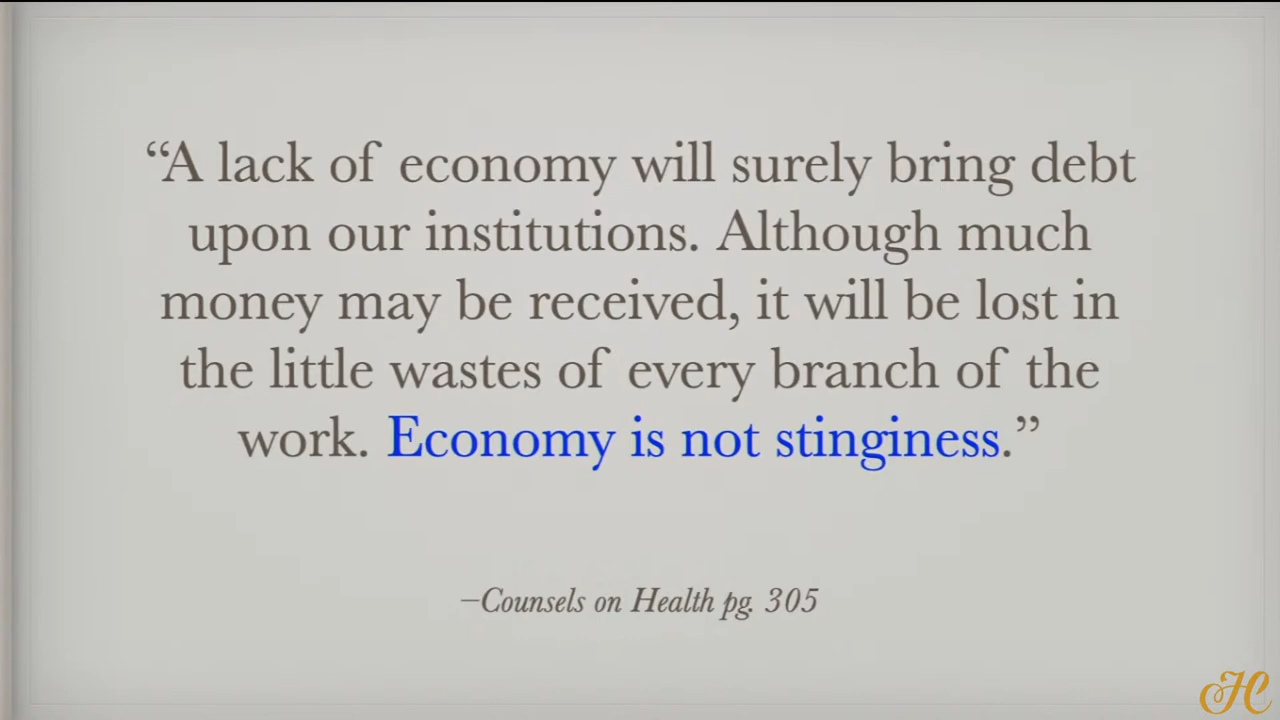 “A lack of economy will surely bring debt
upon our institutions. Although much
money may be received, it will be lost in
the little wastes of every branch of the
work. Economy is not stinginess.”
–Counsels on Health pg. 305
H